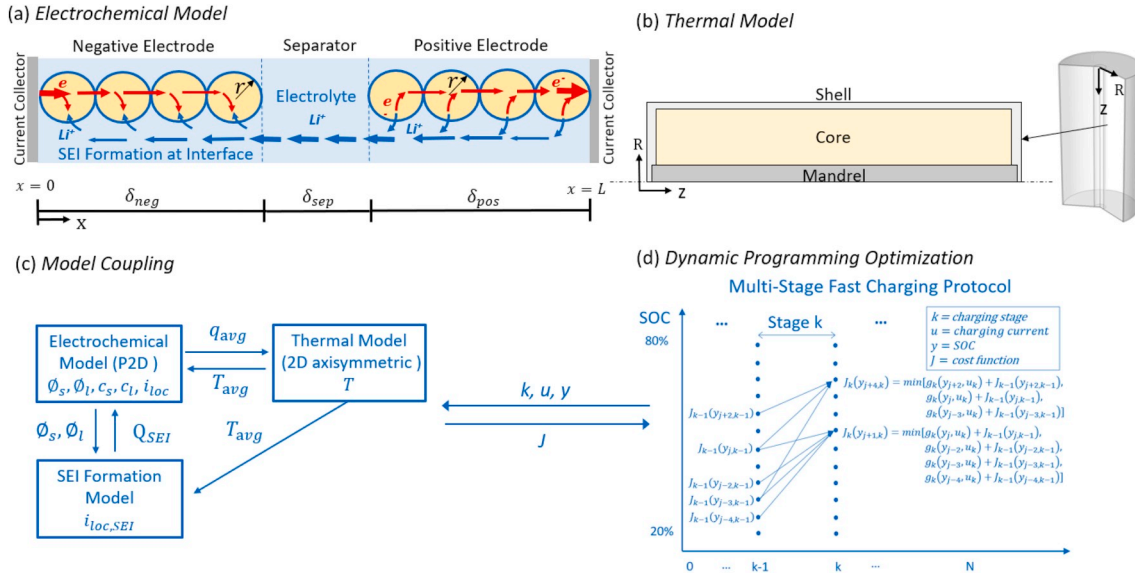 (a) Electrochemical Model
Negative Electrode
Separator
Positive Electrode
Current Collector
e⁻
r
Li⁺
SEI Formation at Interface
Electrolyte
Li⁺
r
e⁻
e⁻
Li⁺
Current Collector
x = 0
δneg
δsep
δpos
x = L
X
(b) Thermal Model
Shell
Core
Mandrel
R
Z
R
Z
(c) Model Coupling
Electrochemical
Model (P2D )
∅s, ∅l, cs, cl, iloc
qavg
Tavg
Thermal Model
(2D axisymmetric )
T
∅s, ∅l
QSEI
Tavg
SEI Formation
Model
iloc,SEI
k, u, y
J
(d) Dynamic Programming Optimization
Multi-Stage Fast Charging Protocol
SOC
80%
20%
...
Stage k
...
k = charging stage
u = charging current
y = SOC
J = cost function
Jk−1(yj+2,k−1)
Jk−1(yj,k−1)
Jk−1(yj−2,k−1)
Jk−1(yj−3,k−1)
Jk−1(yj−4,k−1)
Jk(yj+4,k) = min[gk(yj+2, uk) + Jk−1(yj+2,k−1),
gk(yj, uk) + Jk−1(yj,k−1),
gk(yj−3, uk) + Jk−1(yj−3,k−1)]
Jk(yj+1,k) = min[gk(yj, uk) + Jk−1(yj,k−1),
gk(yj−2, uk) + Jk−1(yj−2,k−1),
gk(yj−3, uk) + Jk−1(yj−3,k−1),
gk(yj−4, uk) + Jk−1(yj−4,k−1)]
0 ... k-1 k ... N